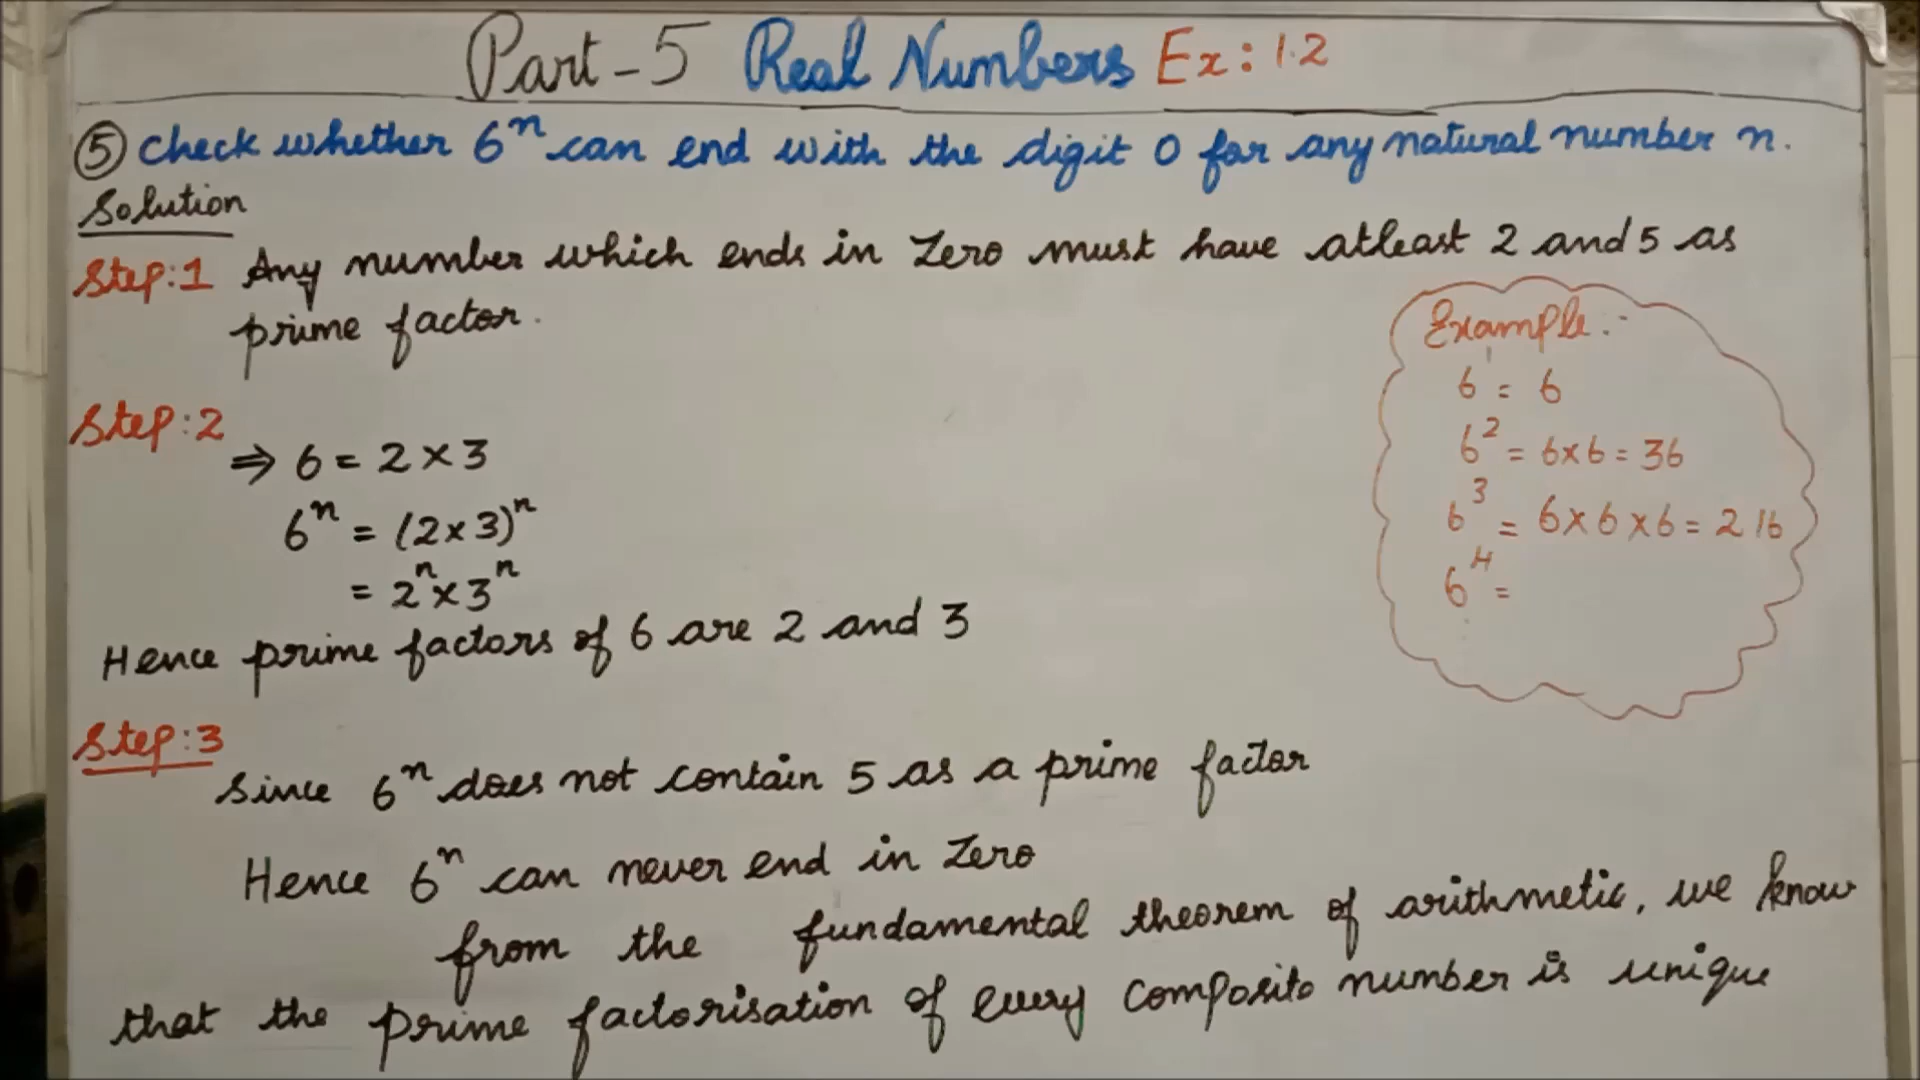 Part-5 Real Numbers Ex: 1.2
⑤ Check whether 6ⁿ can end with the digit 0 for any natural number n.
Solution
Step:1 Any number which ends in Zero must have atleast 2 and 5 as
prime factor.
Step:2
⇒ 6 = 2 × 3
6ⁿ = (2 × 3)ⁿ
= 2ⁿ × 3ⁿ
Hence prime factors of 6 are 2 and 3
Example:-
6¹ = 6
6² = 6×6 = 36
6³ = 6×6×6 = 216
6⁴ =
Step:3
Since 6ⁿ does not contain 5 as a prime factor
Hence 6ⁿ can never end in Zero
from the fundamental theorem of arithmetic, we know
that the prime factorisation of every composite number is unique